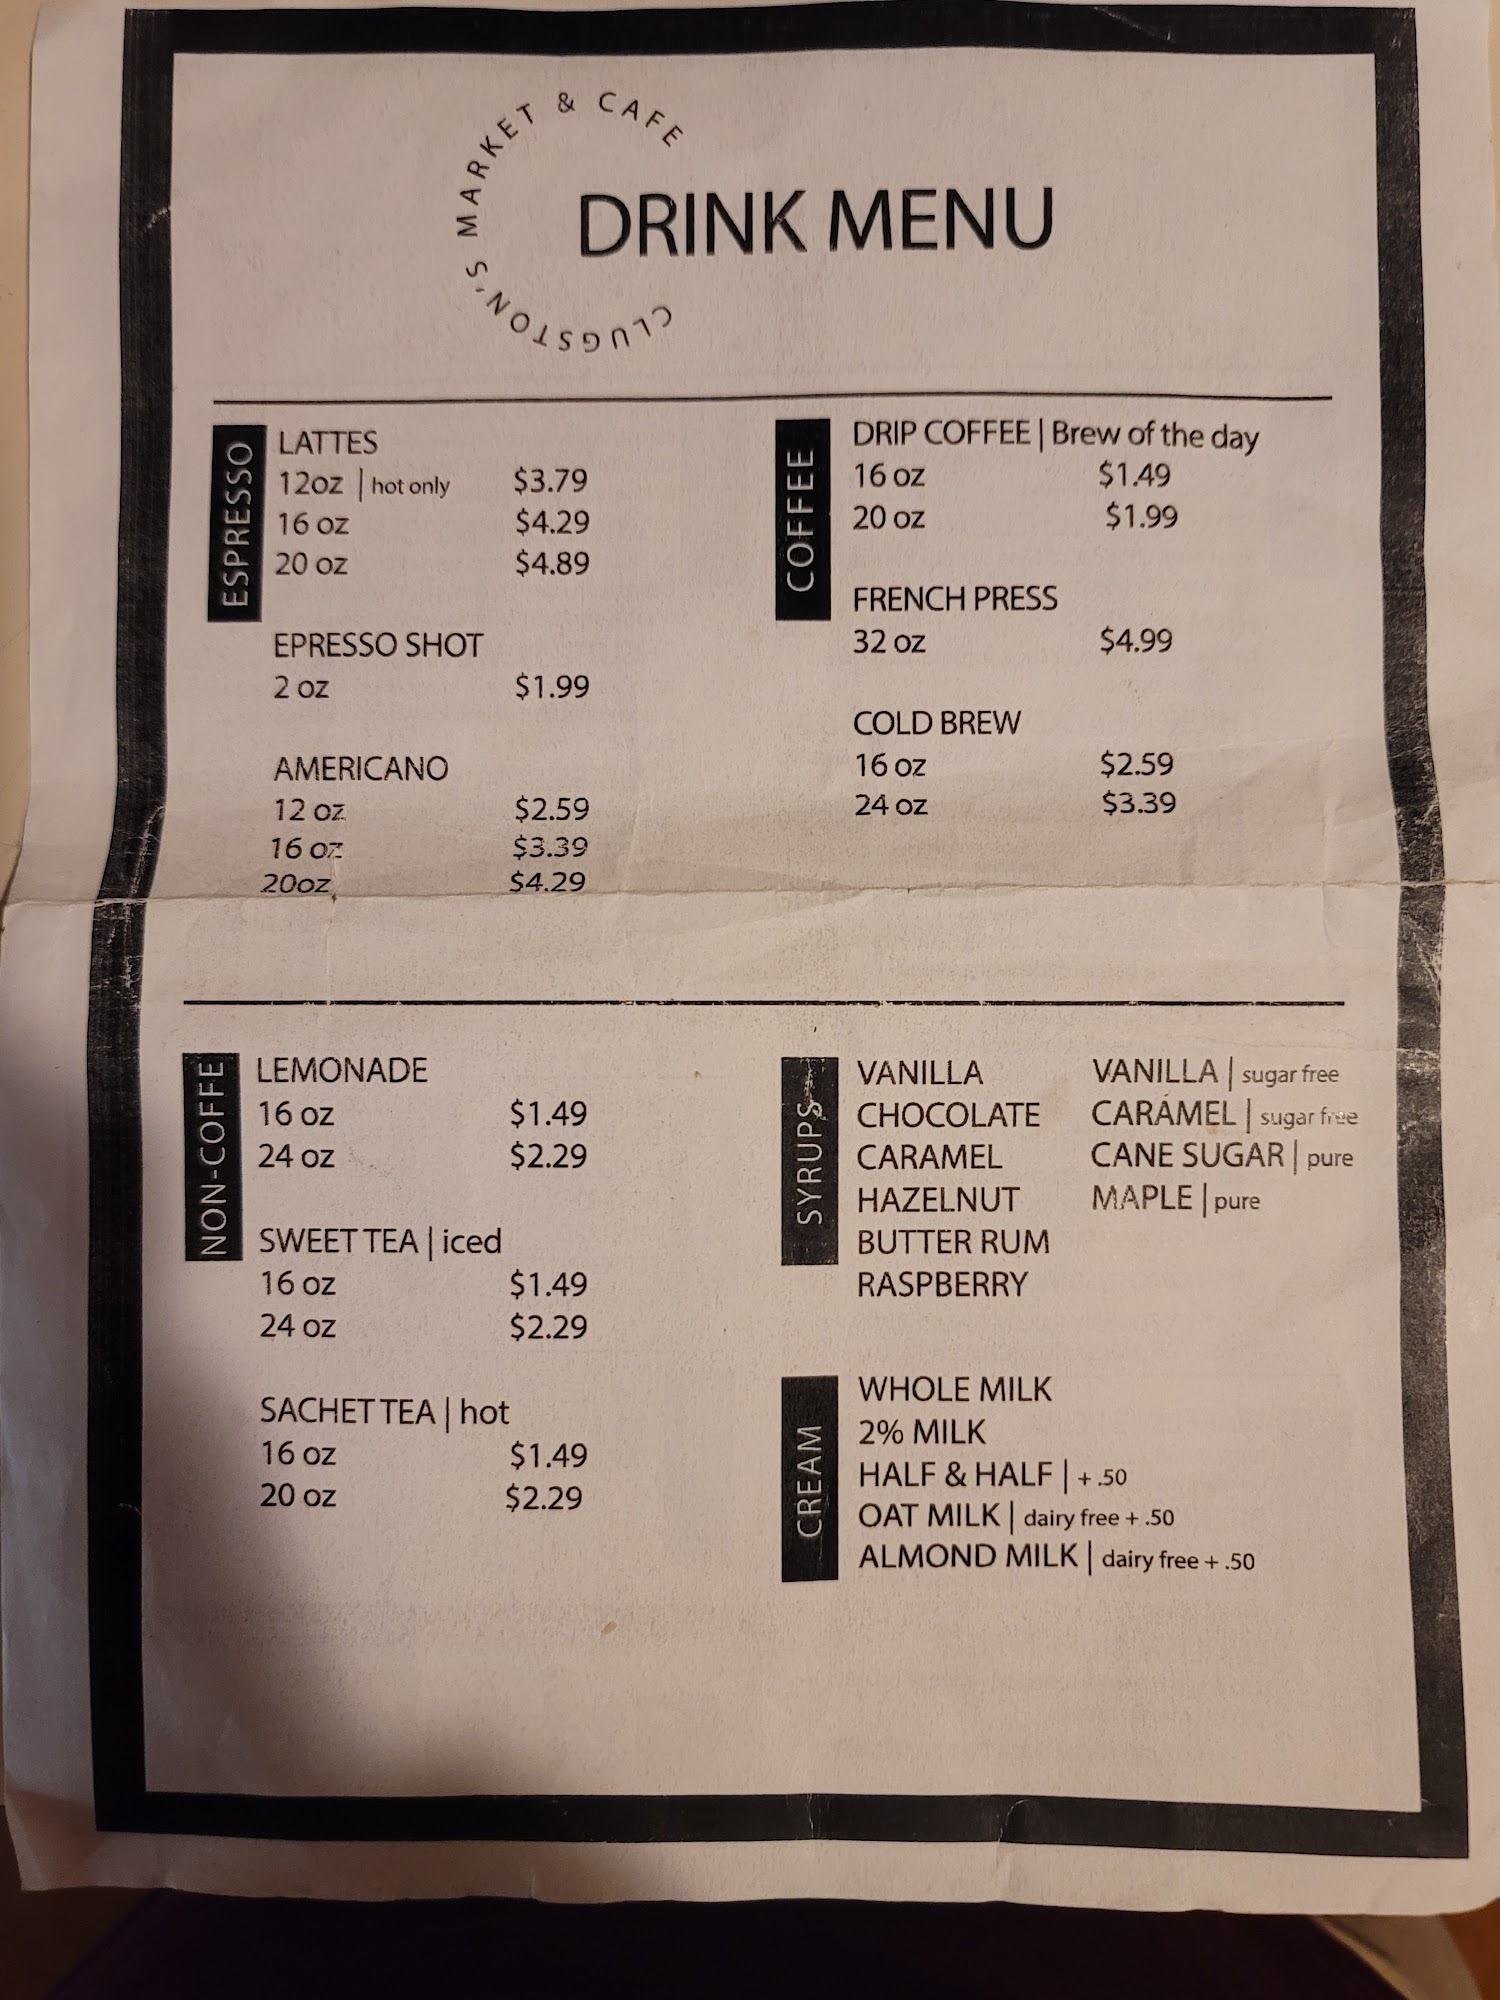 CLUGSTON'S MARKET & CAFE
DRINK MENU
ESPRESSO
LATTES
12oz | hot only $3.79
16 oz $4.29
20 oz $4.89
EPRESSO SHOT
2 oz $1.99
AMERICANO
12 oz $2.59
16 oz $3.39
20oz $4.29
COFFEE
DRIP COFFEE | Brew of the day
16 oz $1.49
20 oz $1.99
FRENCH PRESS
32 oz $4.99
COLD BREW
16 oz $2.59
24 oz $3.39
NON-COFFE
LEMONADE
16 oz $1.49
24 oz $2.29
SWEET TEA | iced
16 oz $1.49
24 oz $2.29
SACHET TEA | hot
16 oz $1.49
20 oz $2.29
SYRUPS
VANILLA
CHOCOLATE
CARAMEL
HAZELNUT
BUTTER RUM
RASPBERRY
VANILLA | sugar free
CARAMEL | sugar free
CANE SUGAR | pure
MAPLE | pure
CREAM
WHOLE MILK
2% MILK
HALF & HALF | + .50
OAT MILK | dairy free + .50
ALMOND MILK | dairy free + .50